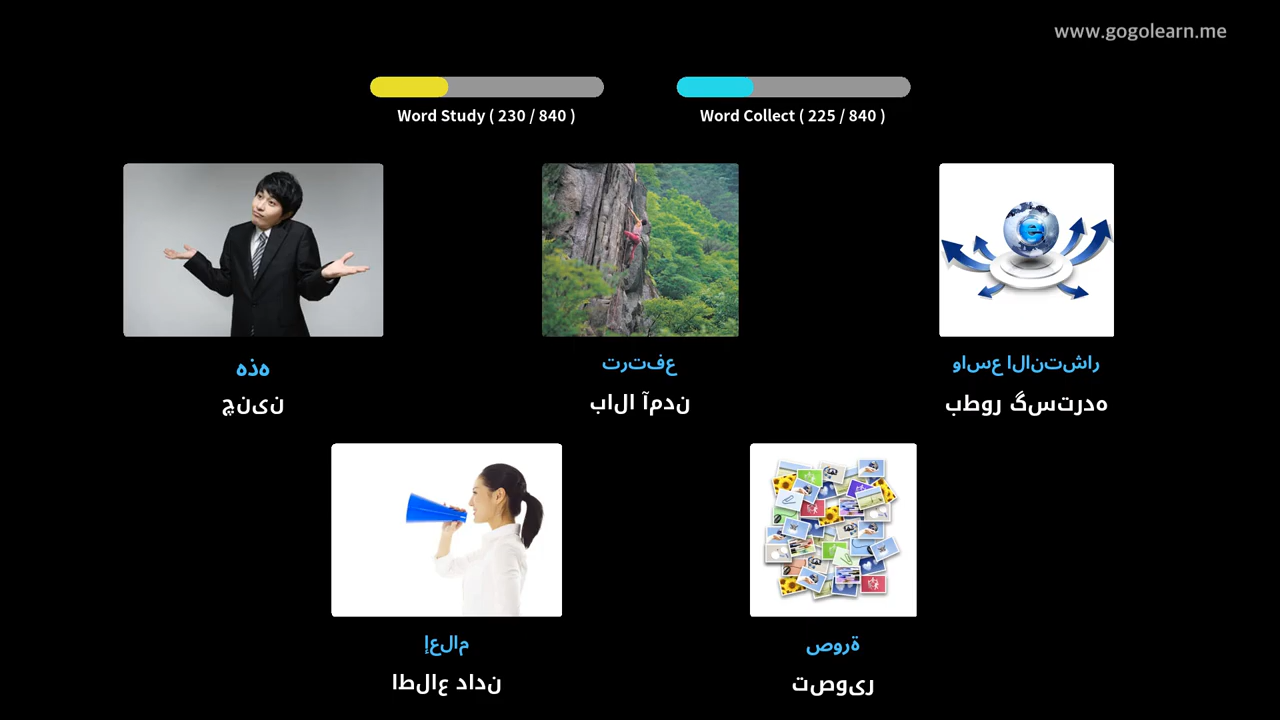 www.gogolearn.me
Word Study ( 230 / 840 )
Word Collect ( 225 / 840 )
هذه
چنین
ترتفع
بالا آمدن
واسع الانتشار
بطور گسترده
إعلام
اطلاع دادن
صورة
تصویر